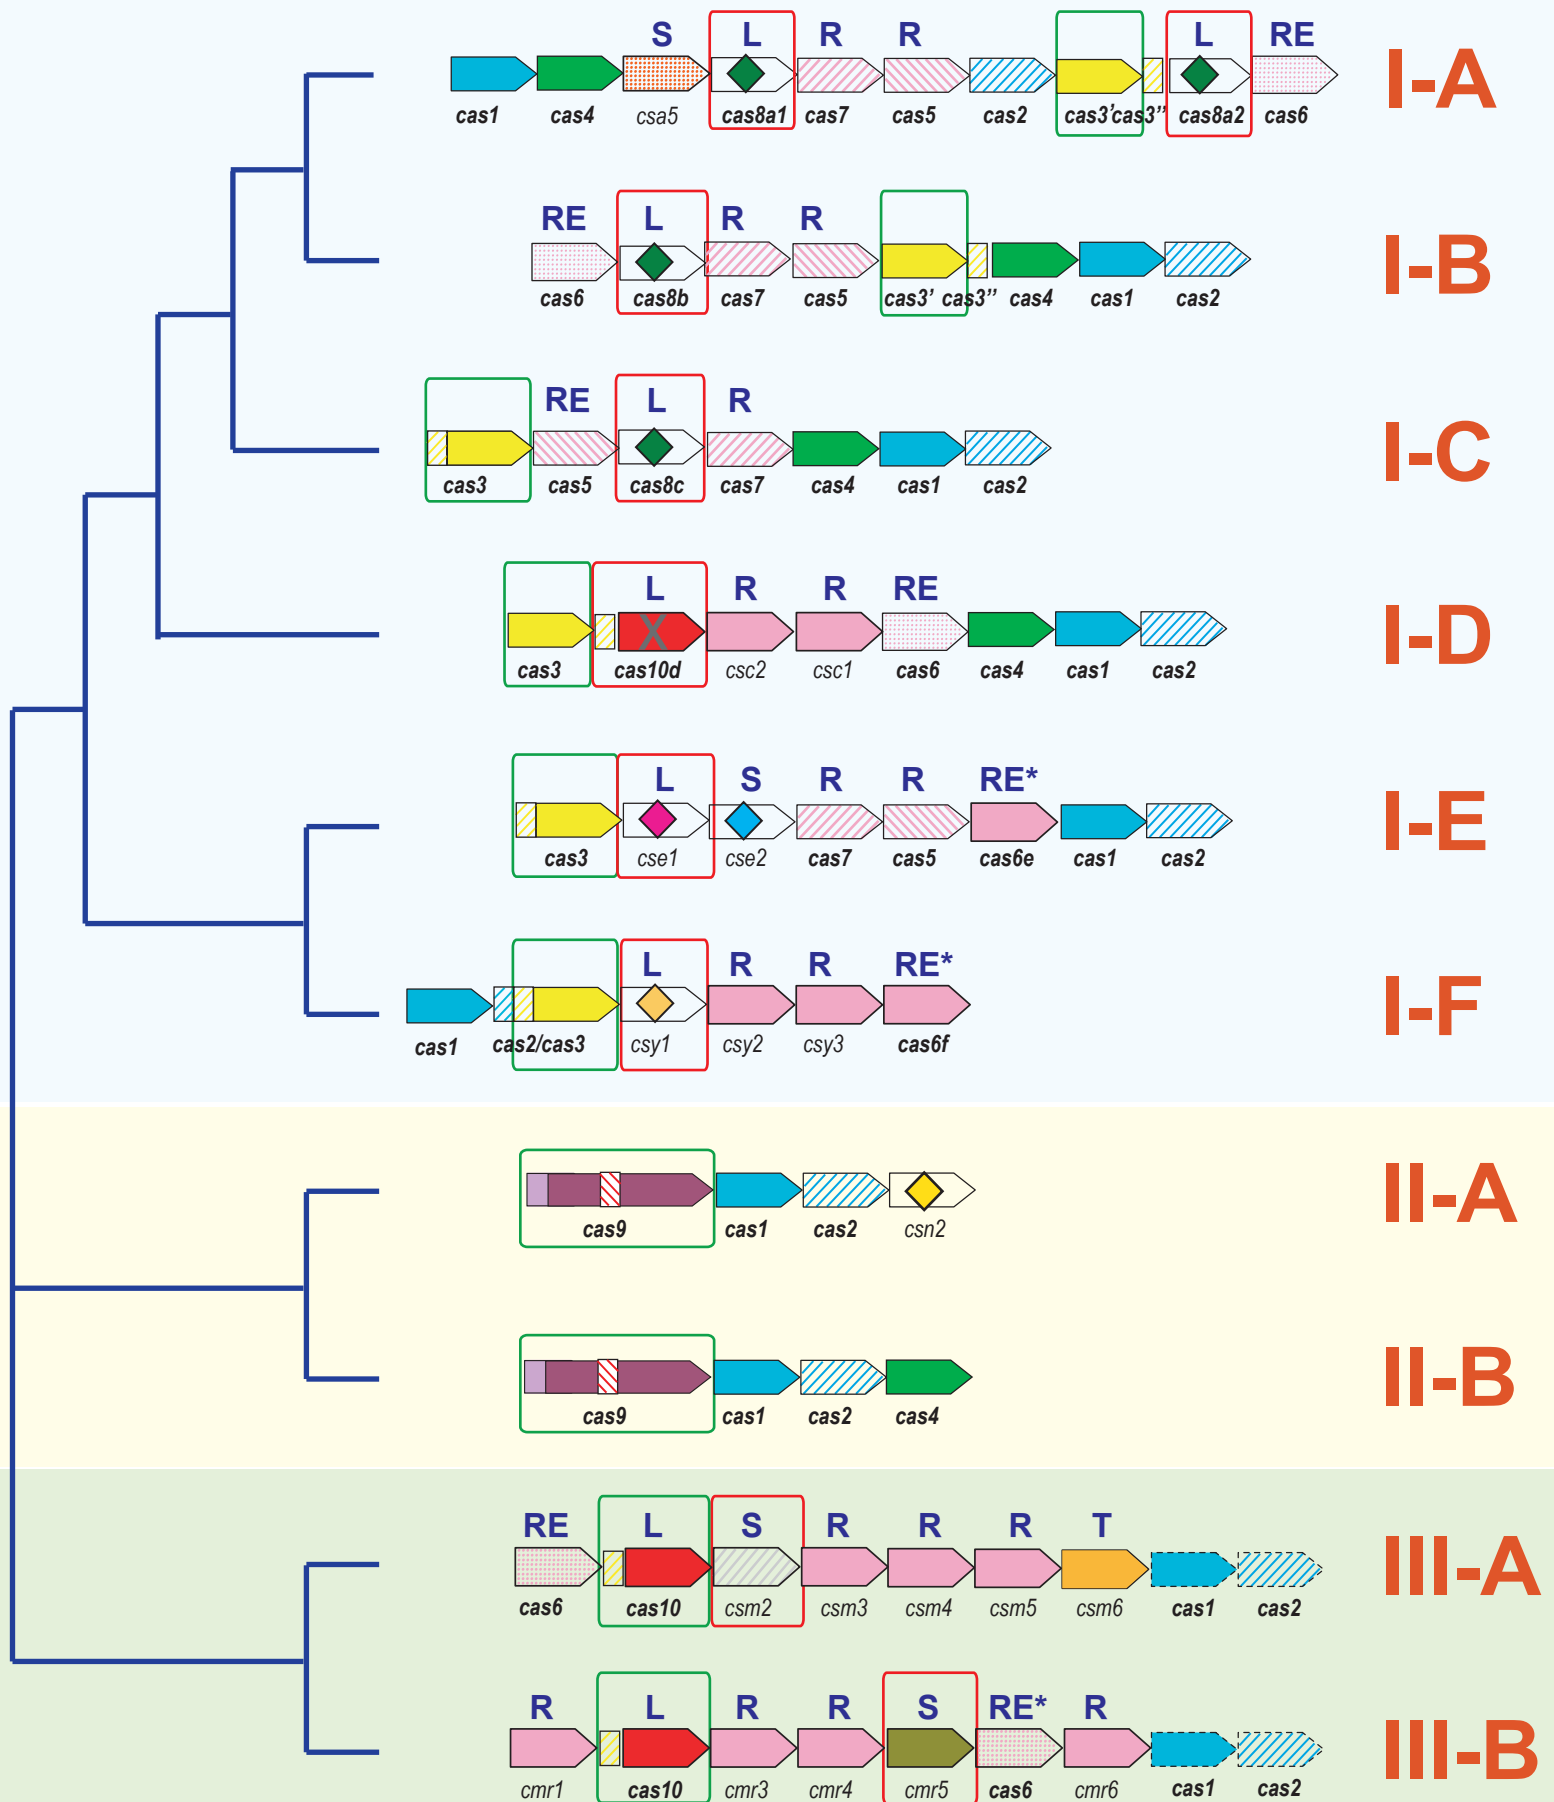 S L R R L RE
I-A
cas1 cas4 csa5 cas8a1 cas7 cas5 cas2 cas3’ cas3’’ cas8a2 cas6
RE L R R
I-B
cas6 cas8b cas7 cas5 cas3’ cas3’’ cas4 cas1 cas2
RE L R
I-C
cas3 cas5 cas8c cas7 cas4 cas1 cas2
L R R RE
I-D
cas3 cas10d csc2 csc1 cas6 cas4 cas1 cas2
L S R R RE*
I-E
cas3 cse1 cse2 cas7 cas5 cas6e cas1 cas2
L R R RE*
I-F
cas1 cas2/cas3 csy1 csy2 csy3 cas6f
II-A
cas9 cas1 cas2 csn2
II-B
cas9 cas1 cas2 cas4
RE L S R R R T
III-A
cas6 cas10 csm2 csm3 csm4 csm5 csm6 cas1 cas2
R L R R S RE* R
III-B
cmr1 cas10 cmr3 cmr4 cmr5 cas6 cmr6 cas1 cas2